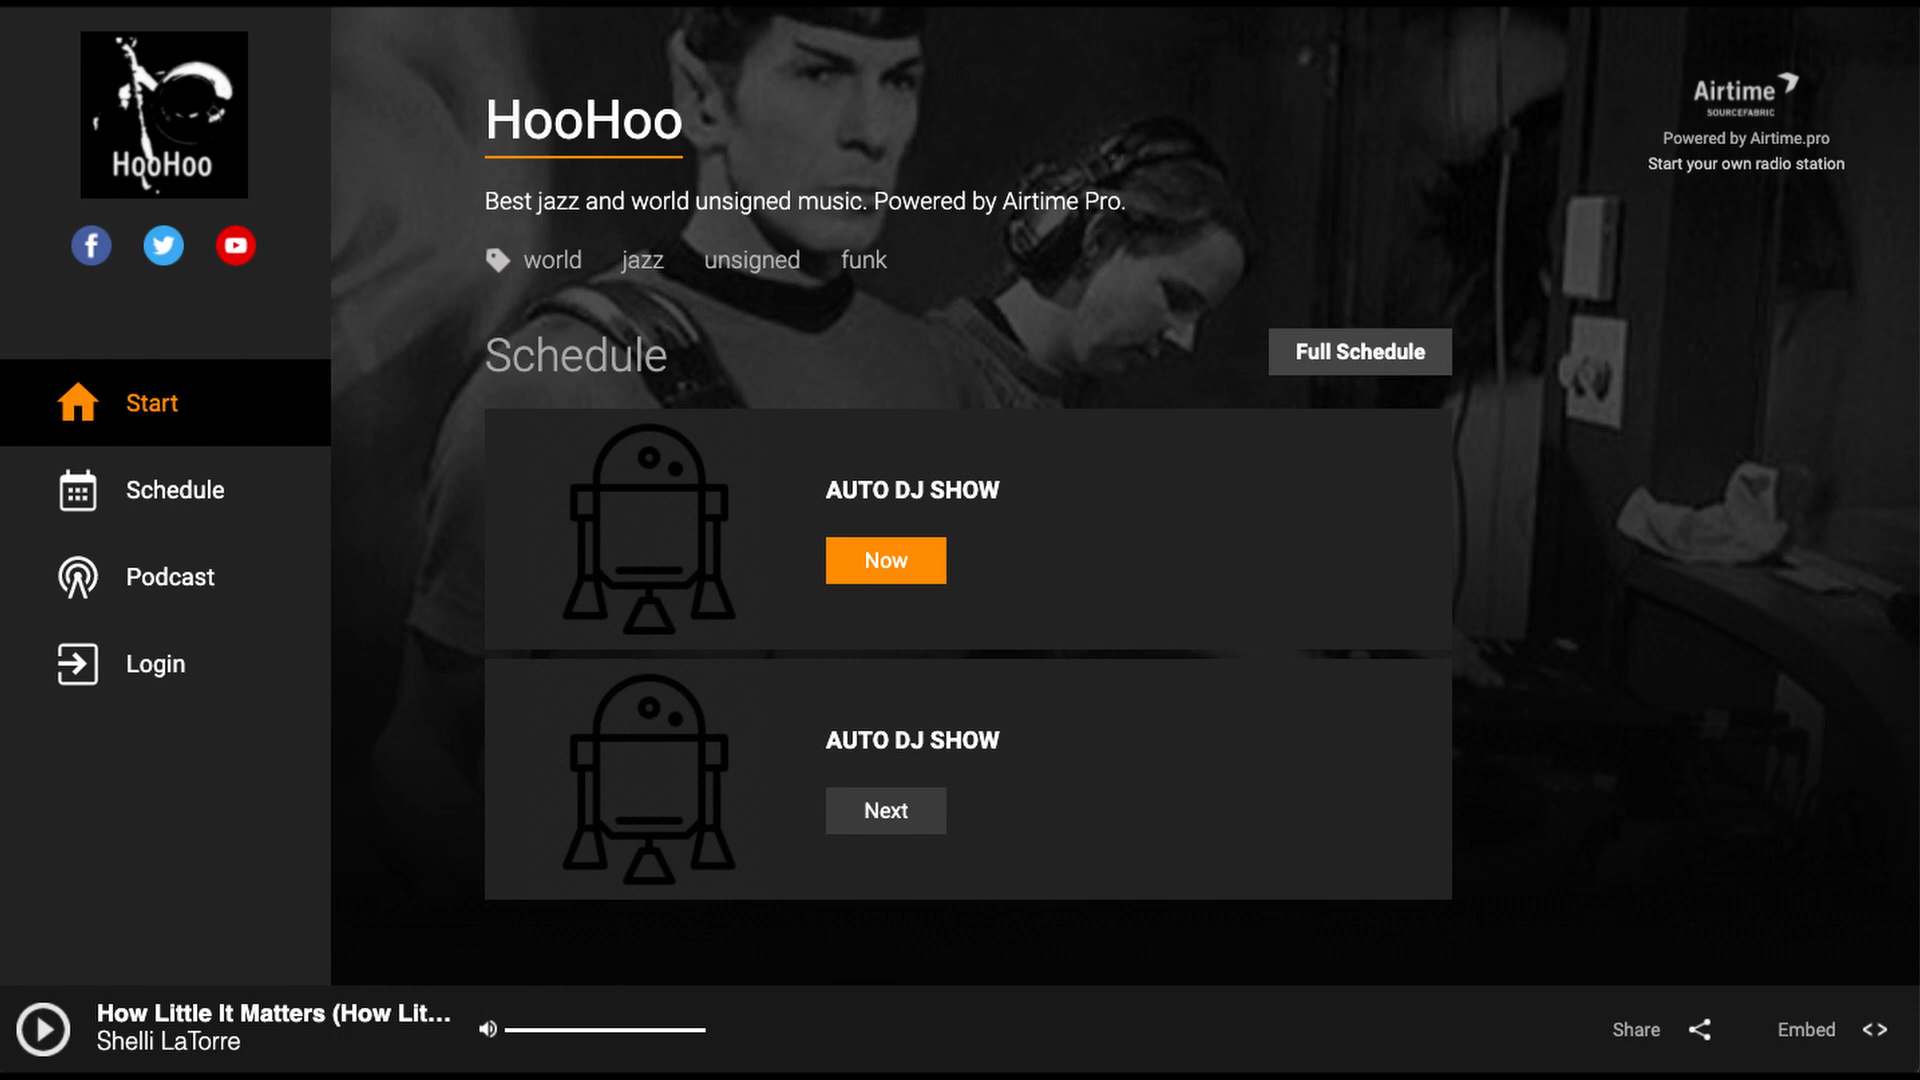 HooHoo
Start
Schedule
Podcast
Login
HooHoo
Best jazz and world unsigned music. Powered by Airtime Pro.
world jazz unsigned funk
Airtime
SOURCEFABRIC
Powered by Airtime.pro
Start your own radio station
Schedule
Full Schedule
AUTO DJ SHOW
Now
AUTO DJ SHOW
Next
How Little It Matters (How Lit...
Shelli LaTorre
Share
Embed